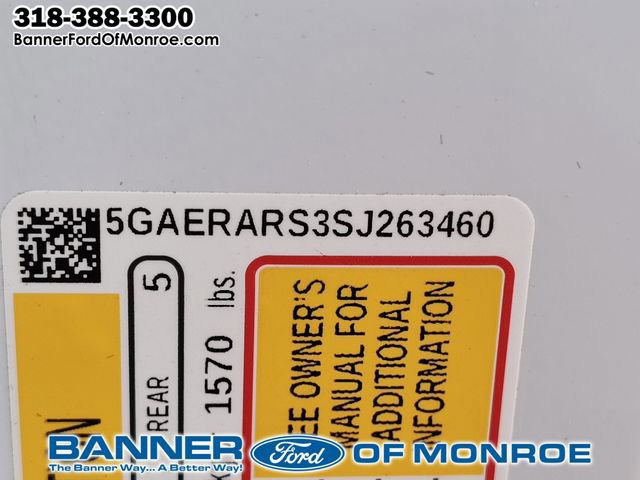 318-388-3300
BannerFordOfMonroe.com
5GAERARS3SJ263460
REAR 5
1570 lbs.
OWNER'S
MANUAL FOR
ADDITIONAL
INFORMATION
BANNER Ford OF MONROE
The Banner Way... A Better Way!